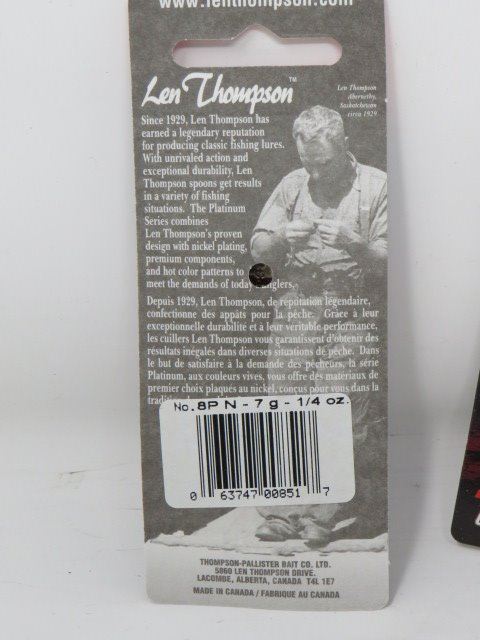 www.lenthompson.com
Len Thompson™
Len Thompson
Abernethy,
Saskatchewan
circa 1929
Since 1929, Len Thompson has
earned a legendary reputation
for producing classic fishing lures.
With unrivaled action and
exceptional durability, Len
Thompson spoons get results
in a variety of fishing
situations. The Platinum
Series combines
Len Thompson's proven
design with nickel plating,
premium components,
and hot color patterns to
meet the demands of today anglers.
Depuis 1929, Len Thompson, de réputation légendaire,
confectionne des appâts pour la pêche. Grâce à leur
exceptionnelle durabilité et à leur véritable performance,
les cuillers Len Thompson vous garantissent d'obtenir des
résultats inégalés dans diverses situations de pêche. Dans
le but de satisfaire à la demande des pêcheurs, la série
Platinum, aux couleurs vives, vous offre des matériaux de
premier choix plaqués au nickel, conçus pour vous dans la
No. 8P N - 7 g - 1/4 oz.
0 63747 00851 7
THOMPSON-PALLISTER BAIT CO. LTD.
5060 LEN THOMPSON DRIVE.
LACOMBE, ALBERTA, CANADA T4L 1E7
MADE IN CANADA / FABRIQUE AU CANADA